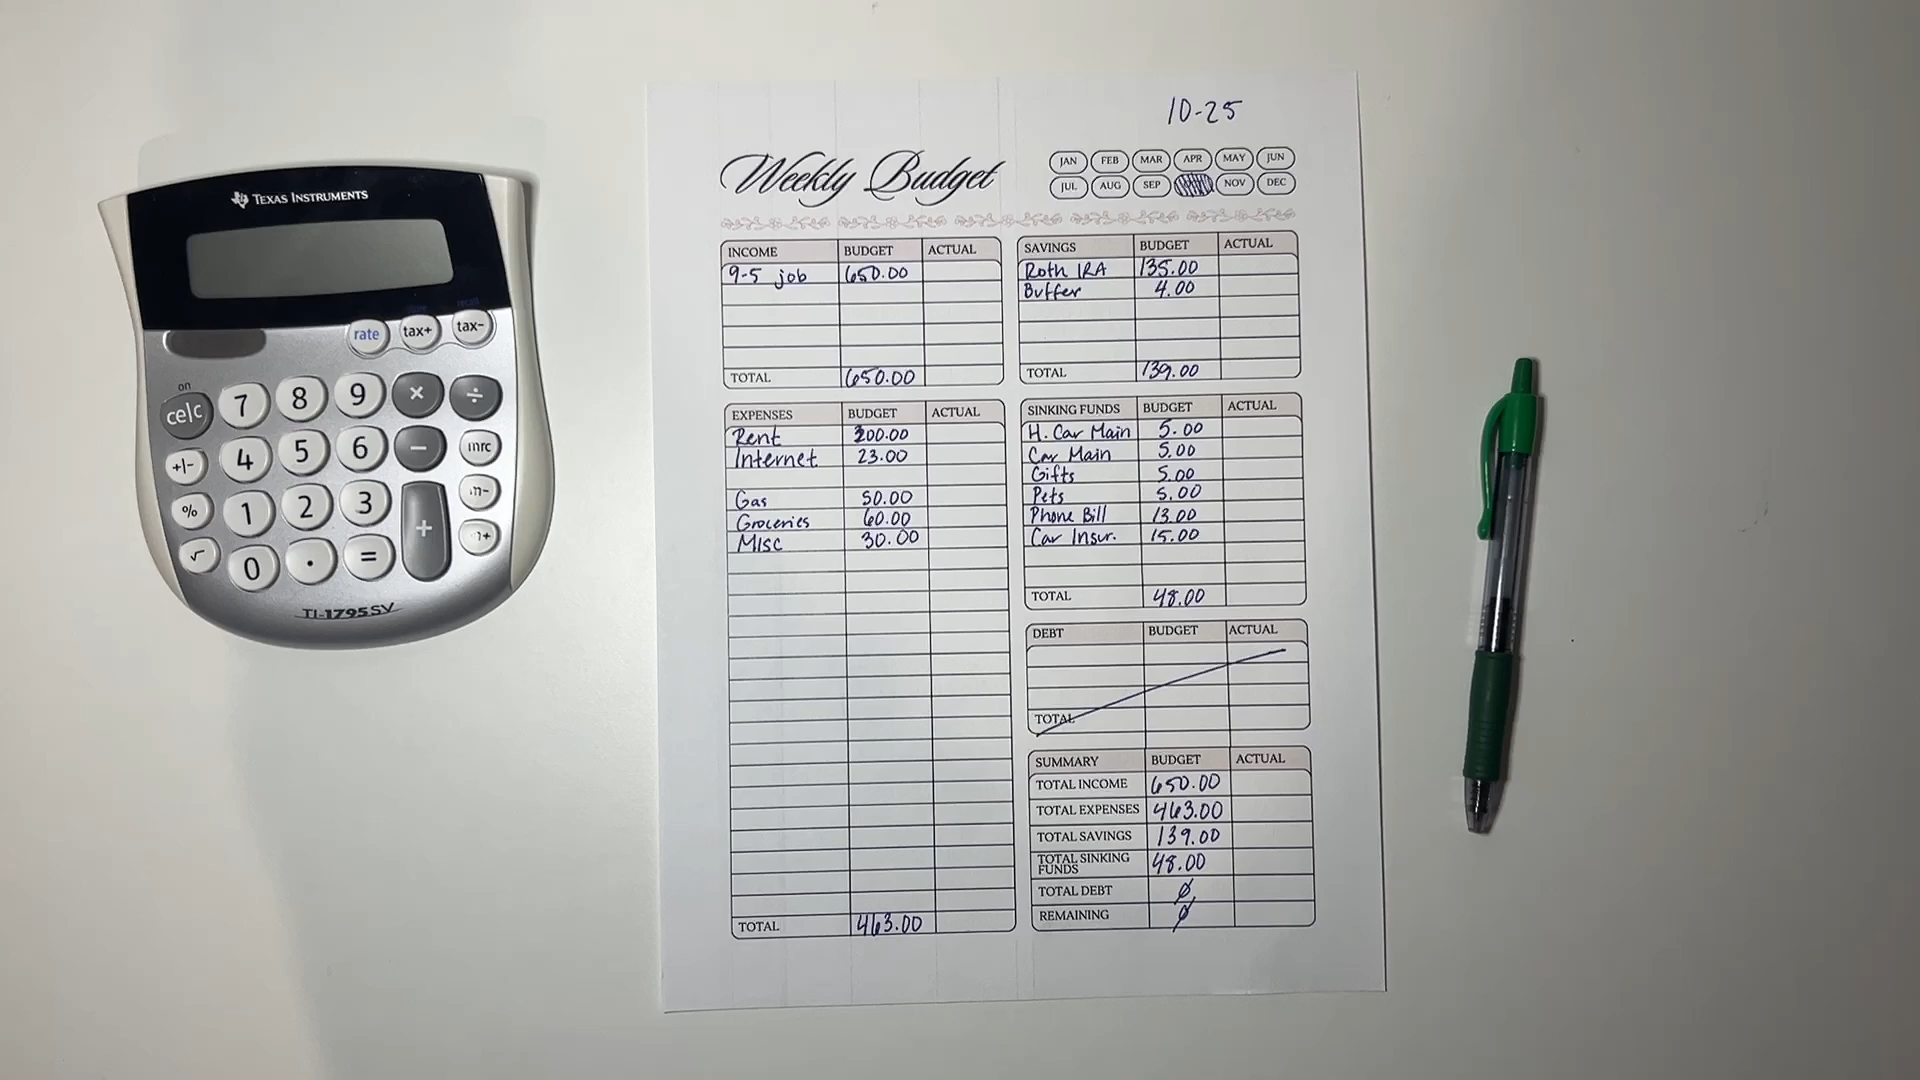 10-25
Weekly Budget
JAN FEB MAR APR MAY JUN
JUL AUG SEP NOV DEC
INCOME BUDGET ACTUAL
9-5 job 650.00
TOTAL 650.00
EXPENSES BUDGET ACTUAL
Rent 300.00
Internet 23.00
Gas 50.00
Groceries 60.00
MISC 30.00
TOTAL 463.00
SAVINGS BUDGET ACTUAL
Roth IRA 135.00
Buffer 4.00
TOTAL 139.00
SINKING FUNDS BUDGET ACTUAL
H. Car Main 5.00
Car Main 5.00
Gifts 5.00
Pets 5.00
Phone Bill 13.00
Car Insur. 15.00
TOTAL 48.00
DEBT BUDGET ACTUAL
TOTAL
SUMMARY BUDGET ACTUAL
TOTAL INCOME 650.00
TOTAL EXPENSES 463.00
TOTAL SAVINGS 139.00
TOTAL SINKING FUNDS 48.00
TOTAL DEBT 0
REMAINING 0
TEXAS INSTRUMENTS
rate tax+ tax-
on
ce|c 7 8 9 × ÷
+/- 4 5 6 − mrc
% 1 2 3 + m-
√ 0 . = m+
TI-1795 SV